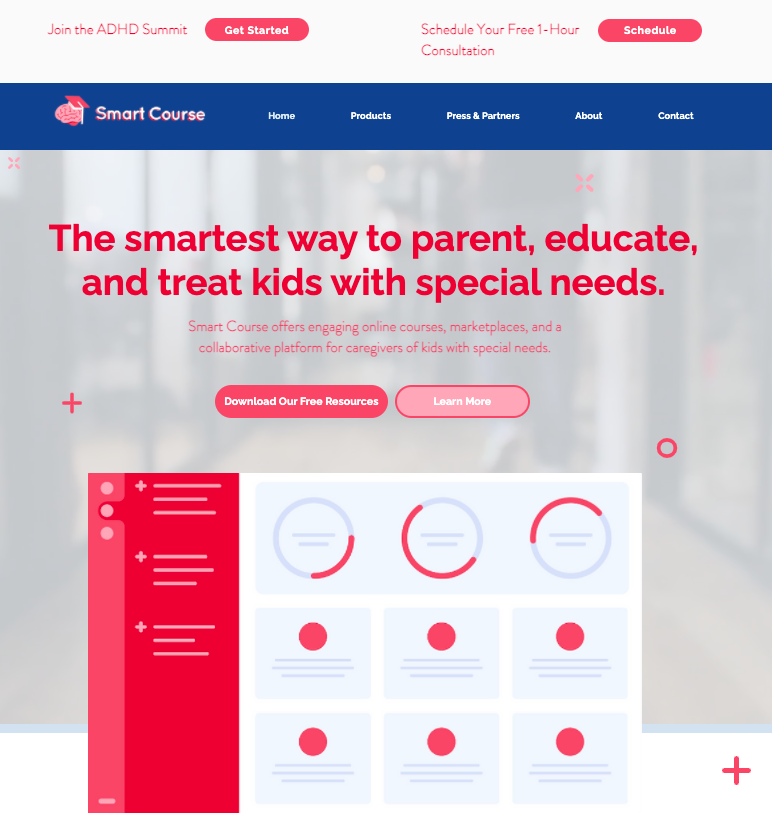 Join the ADHD Summit
Get Started
Schedule Your Free 1-Hour
Consultation
Schedule
Smart Course
Home
Products
Press & Partners
About
Contact
The smartest way to parent, educate,
and treat kids with special needs.
Smart Course offers engaging online courses, marketplaces, and a
collaborative platform for caregivers of kids with special needs.
Download Our Free Resources
Learn More